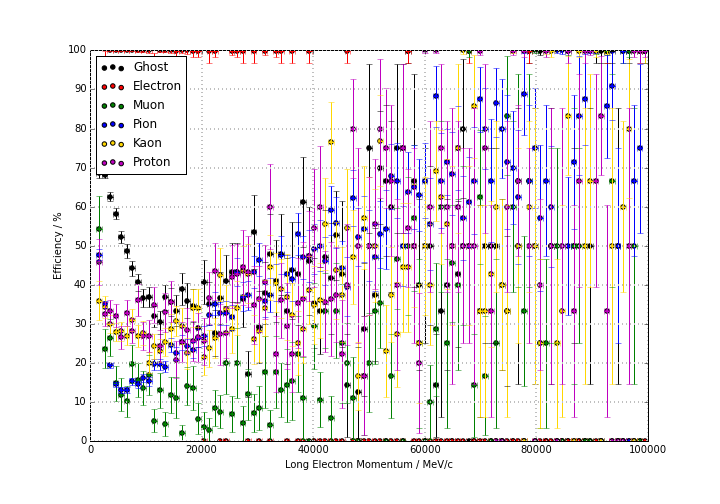 100
90
80
70
60
50
40
30
20
10
0
Efficiency / %
Ghost
Electron
Muon
Pion
Kaon
Proton
0 20000 40000 60000 80000 100000
Long Electron Momentum / MeV/c